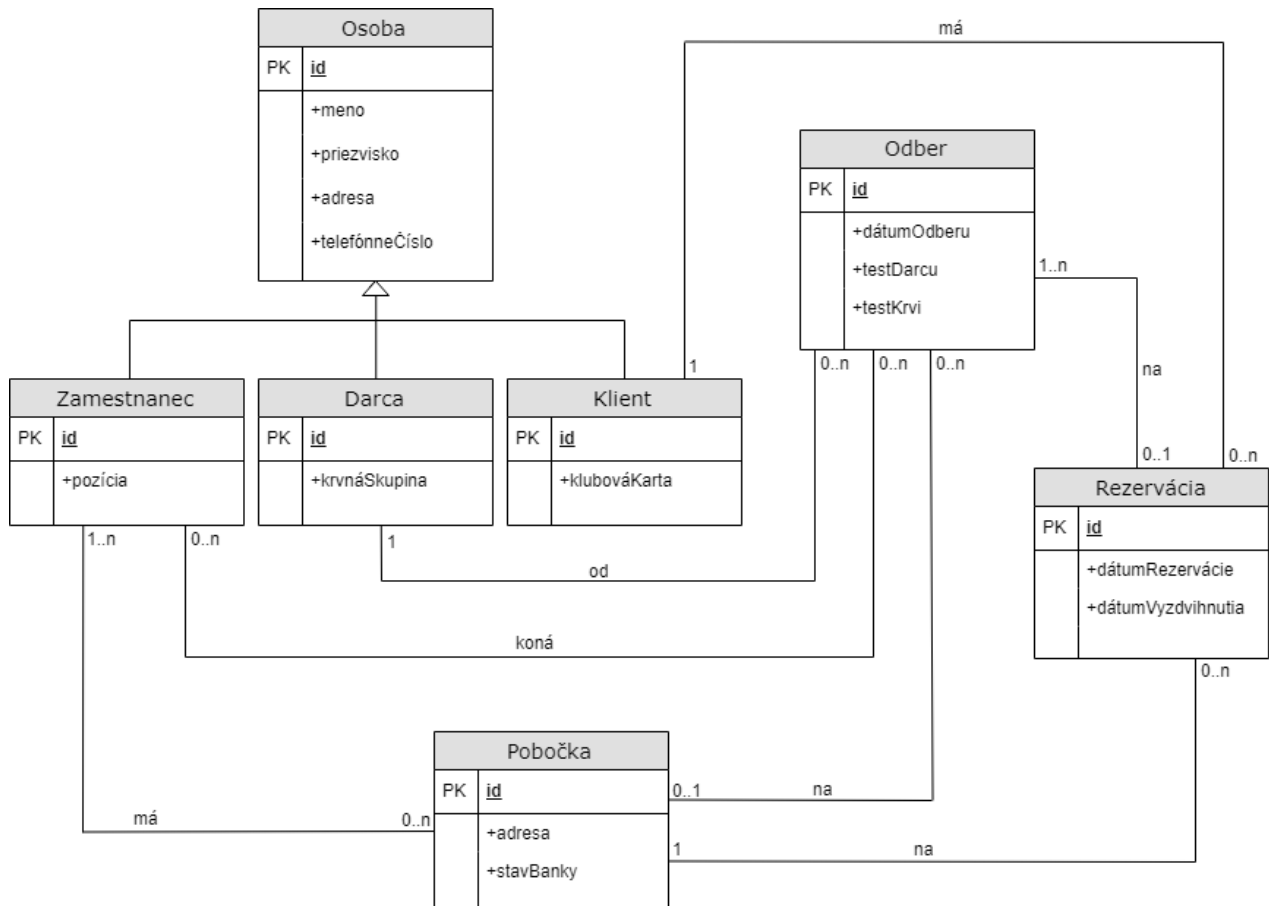 Osoba
PK id
+meno
+priezvisko
+adresa
+telefónneČíslo
má
Odber
PK id
+dátumOdberu
+testDarcu
+testKrvi
1..n
na
0..1
0..n
1
0..n
0..n
0..n
Zamestnanec
PK id
+pozícia
Darca
PK id
+krvnáSkupina
Klient
PK id
+klubováKarta
Rezervácia
PK id
+dátumRezervácie
+dátumVyzdvihnutia
1..n
0..n
1
od
koná
0..n
Pobočka
PK id
+adresa
+stavBanky
má
0..n
0..1
na
1
na